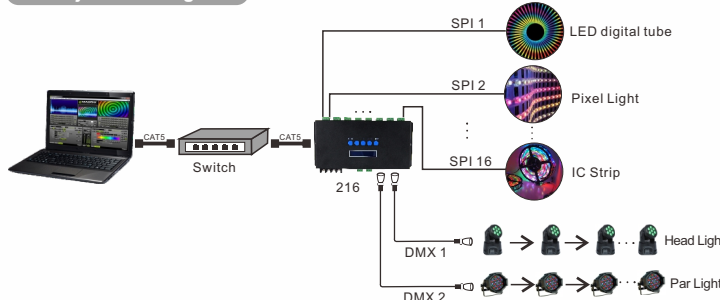 SPI 1
LED digital tube
SPI 2
Pixel Light
CAT5
CAT5
Switch
SPI 16
IC Strip
216
DMX 1
Head Ligh
DMX 2
Par Light